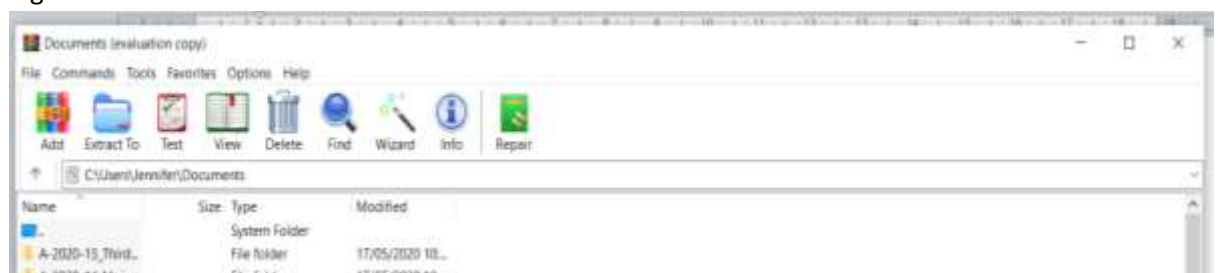 Documents (evaluation copy)
File Commands Tools Favorites Options Help
Add Extract To Test View Delete Find Wizard Info Repair
C:\Users\Jennifer\Documents
Name Size Type Modified
.. System Folder
A-2020-15_Third... File folder 17/05/2020 10:...